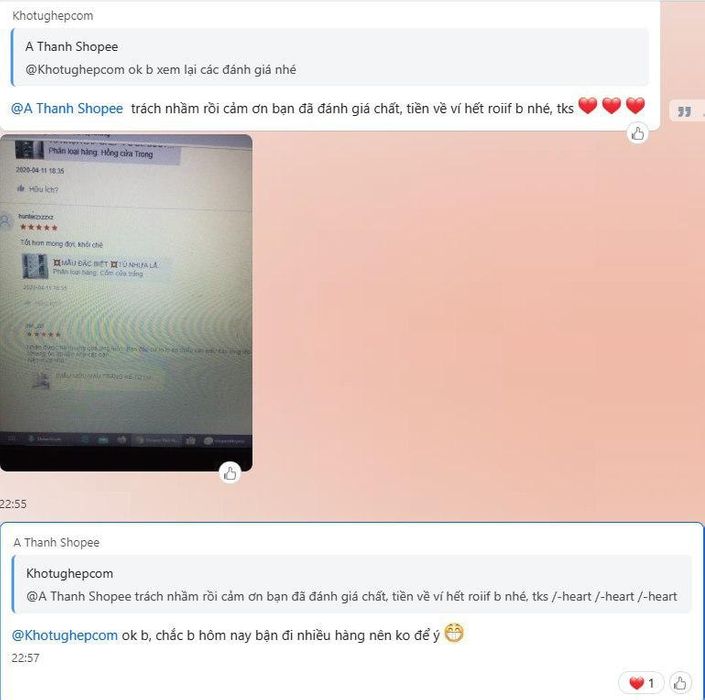 Khotughepcom
A Thanh Shopee
@Khotughepcom ok b xem lại các đánh giá nhé
@A Thanh Shopee trách nhầm rồi cảm ơn bạn đã đánh giá chất, tiền về ví hết roiif b nhé, tks ❤️❤️❤️
Phân loại hàng: Hồng cửa Trong
2020-04-11 18:35
Hữu ích?
hunterzxzzxz
★★★★★
Tốt hơn mong đợi, khỏi chê
💥MẪU ĐẶC BIỆT 💥TỦ NHỰA LẮ...
Phân loại hàng: Cốm cửa trắng
22:55
A Thanh Shopee
Khotughepcom
@A Thanh Shopee trách nhầm rồi cảm ơn bạn đã đánh giá chất, tiền về ví hết roiif b nhé, tks /-heart /-heart /-heart
@Khotughepcom ok b, chắc b hôm nay bận đi nhiều hàng nên ko để ý 😁
22:57
❤️ 1